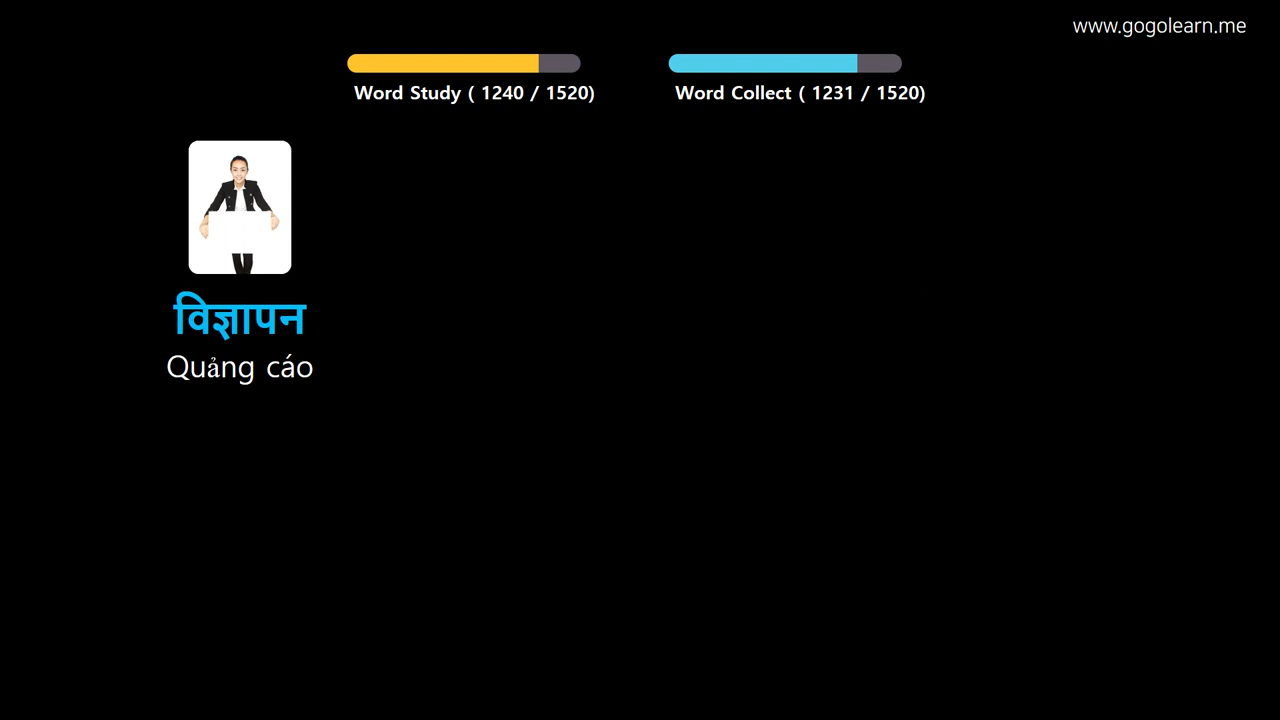 www.gogolearn.me
Word Study ( 1240 / 1520)
Word Collect ( 1231 / 1520)
विज्ञापन
Quảng cáo